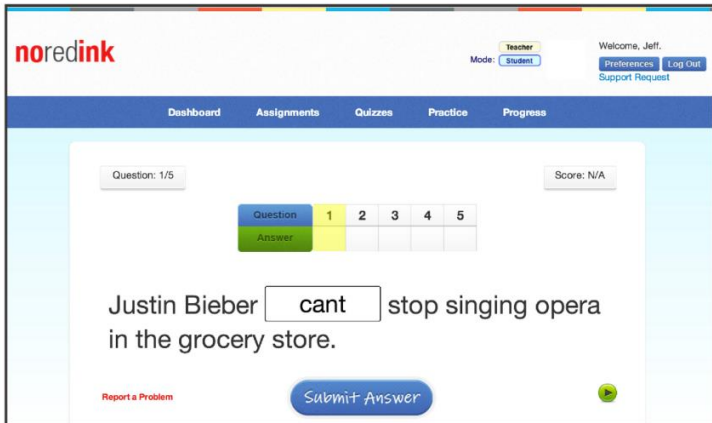 noredink
Teacher
Mode: Student
Welcome, Jeff.
Preferences Log Out
Support Request
Dashboard Assignments Quizzes Practice Progress
Question: 1/5
Score: N/A
Question 1 2 3 4 5
Answer
Justin Bieber cant stop singing opera
in the grocery store.
Report a Problem
Submit Answer